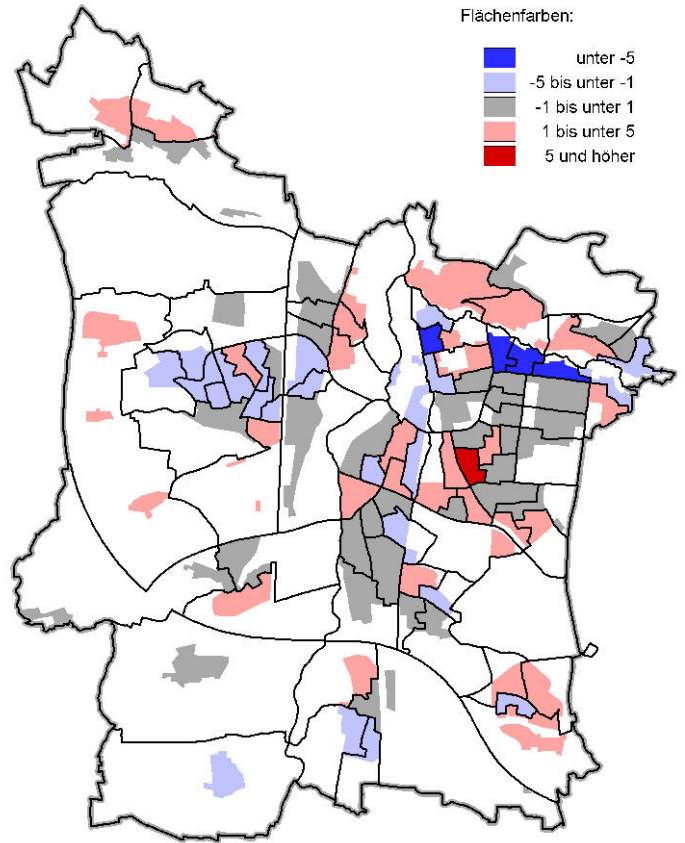 Flächenfarben:
unter -5
-5 bis unter -1
-1 bis unter 1
1 bis unter 5
5 und höher